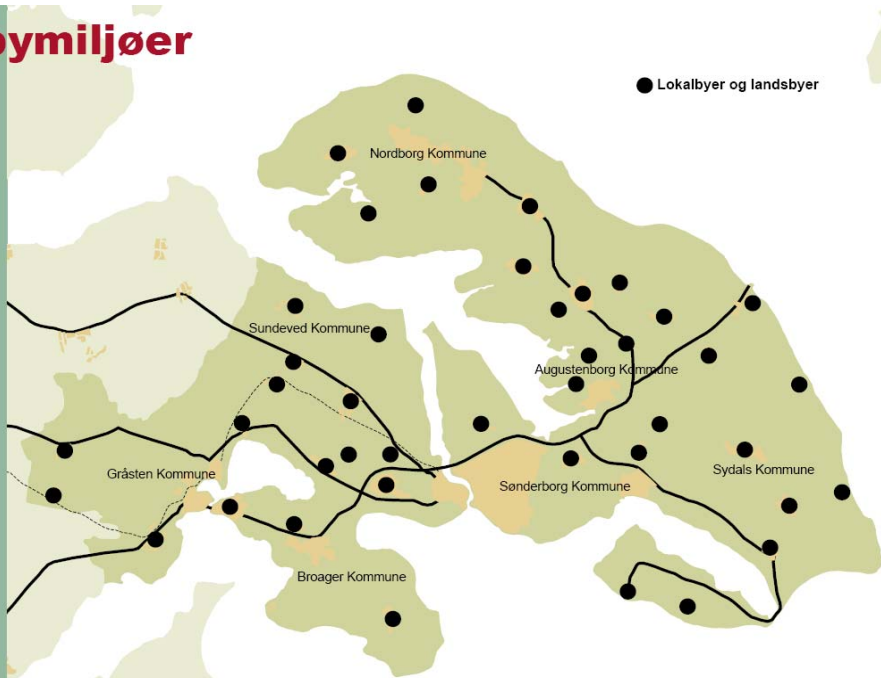 bymiljøer
Lokalbyer og landsbyer
Nordborg Kommune
Sundeved Kommune
Augustenborg Kommune
Gråsten Kommune
Sønderborg Kommune
Sydals Kommune
Broager Kommune